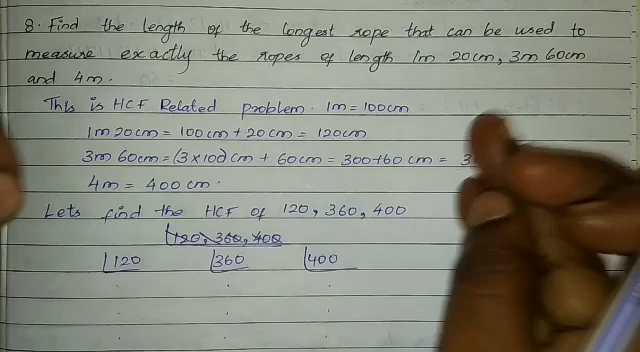 8. Find the length of the longest rope that can be used to
measure exactly the ropes of length 1m 20cm, 3m 60cm
and 4m.
This is HCF Related problem. 1m = 100cm
1m 20cm = 100cm + 20cm = 120cm
3m 60cm = (3×100)cm + 60cm = 300+60 cm = 3
4m = 400 cm.
Lets find the HCF of 120, 360, 400
120, 360, 400
120 360 400